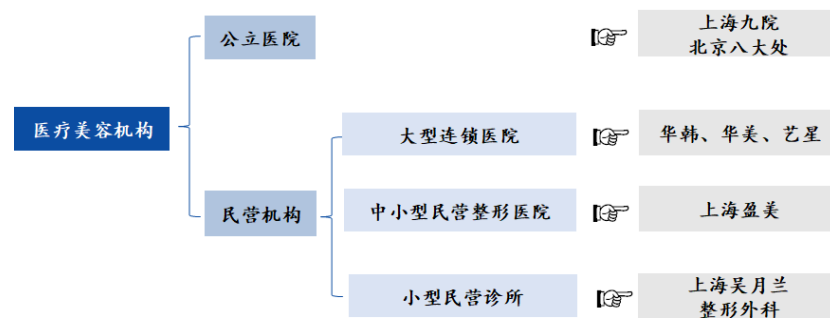 医疗美容机构
公立医院
上海九院
北京八大处
民营机构
大型连锁医院
华韩、华美、艺星
中小型民营整形医院
上海盈美
小型民营诊所
上海吴月兰
整形外科